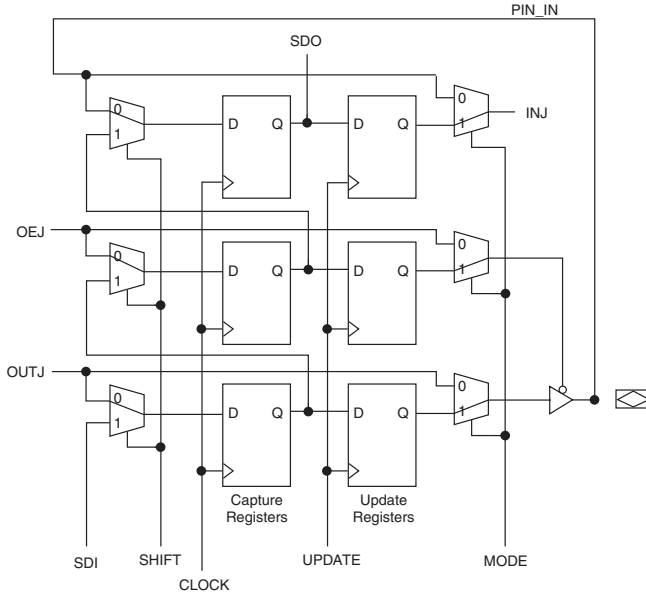 PIN_IN
SDO
0
1
D Q
D Q
0
1
INJ
OEJ
0
1
D Q
D Q
0
1
OUTJ
0
1
D Q
D Q
0
1
Capture
Registers
Update
Registers
SDI
SHIFT
CLOCK
UPDATE
MODE